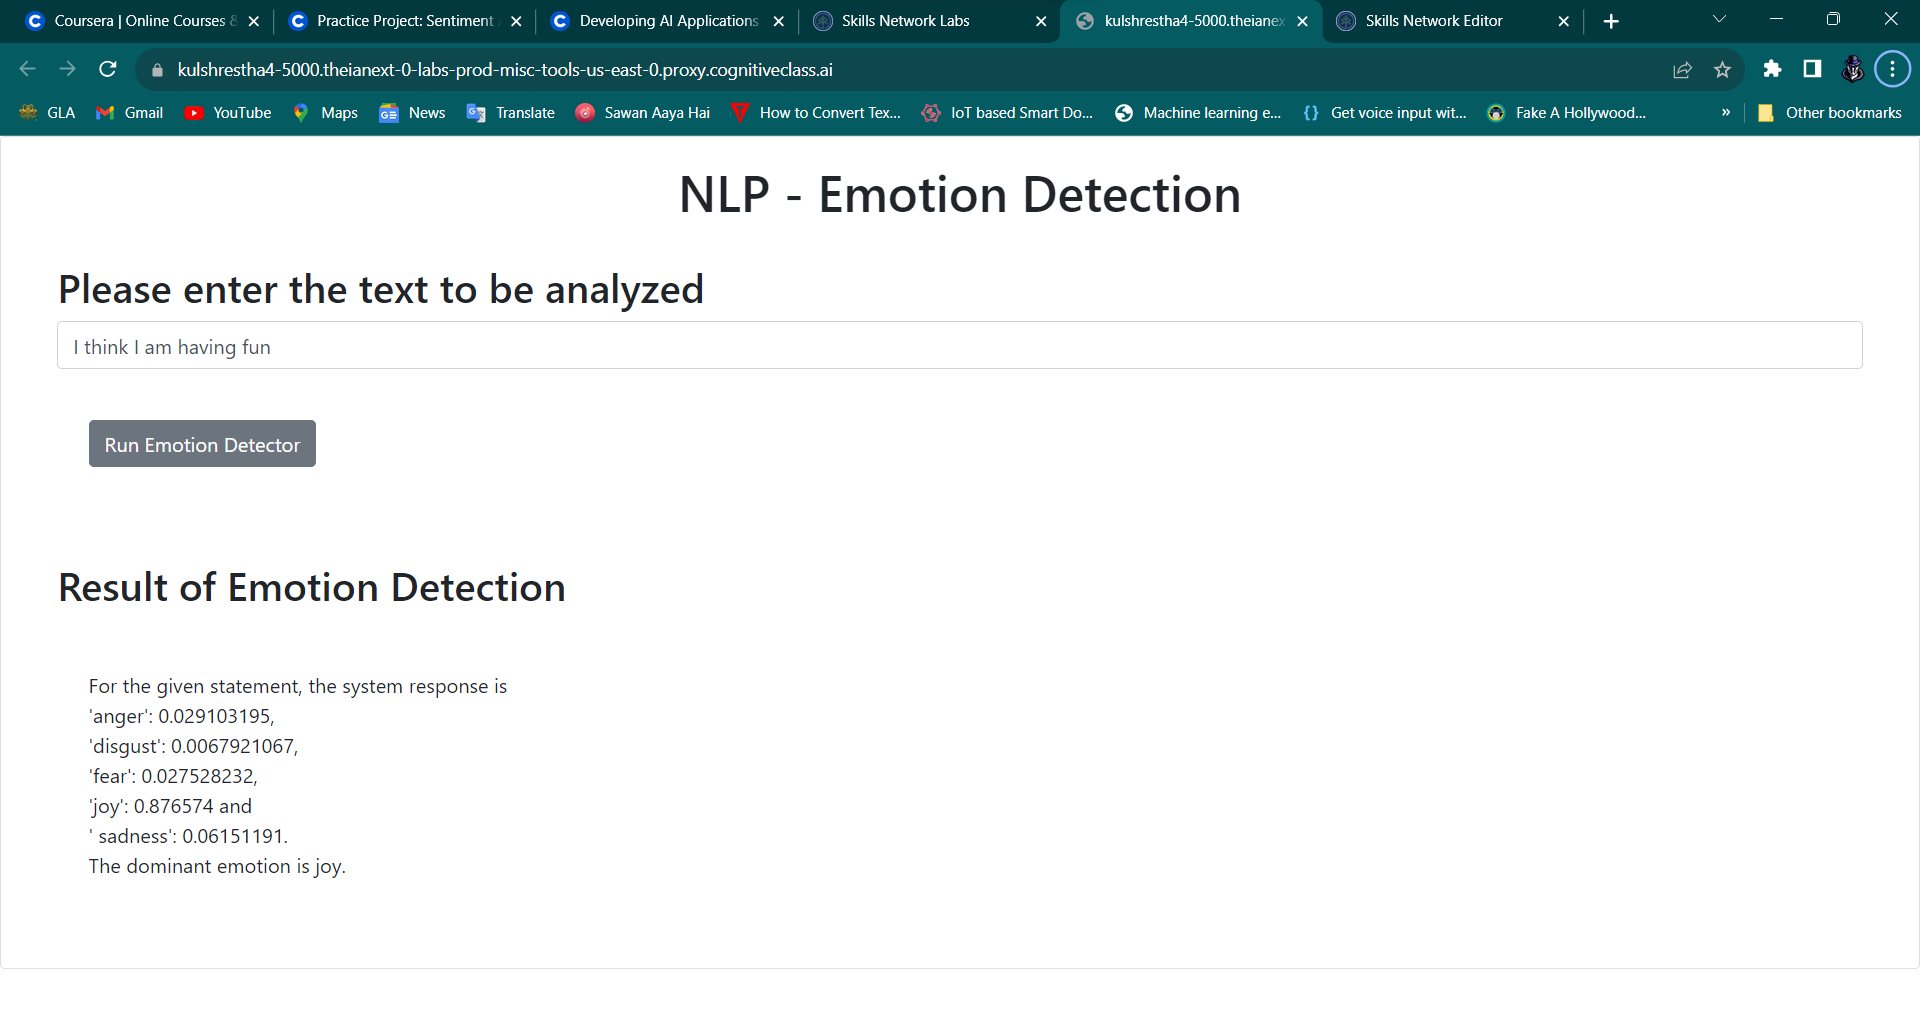 Coursera | Online Courses &
Practice Project: Sentiment
Developing AI Applications
Skills Network Labs
kulshrestha4-5000.theianex
Skills Network Editor
kulshrestha4-5000.theianext-0-labs-prod-misc-tools-us-east-0.proxy.cognitiveclass.ai
GLA
Gmail
YouTube
Maps
News
Translate
Sawan Aaya Hai
How to Convert Tex...
IoT based Smart Do...
Machine learning e...
Get voice input wit...
Fake A Hollywood...
»
Other bookmarks
NLP - Emotion Detection
Please enter the text to be analyzed
I think I am having fun
Run Emotion Detector
Result of Emotion Detection
For the given statement, the system response is
'anger': 0.029103195,
'disgust': 0.0067921067,
'fear': 0.027528232,
'joy': 0.876574 and
' sadness': 0.06151191.
The dominant emotion is joy.